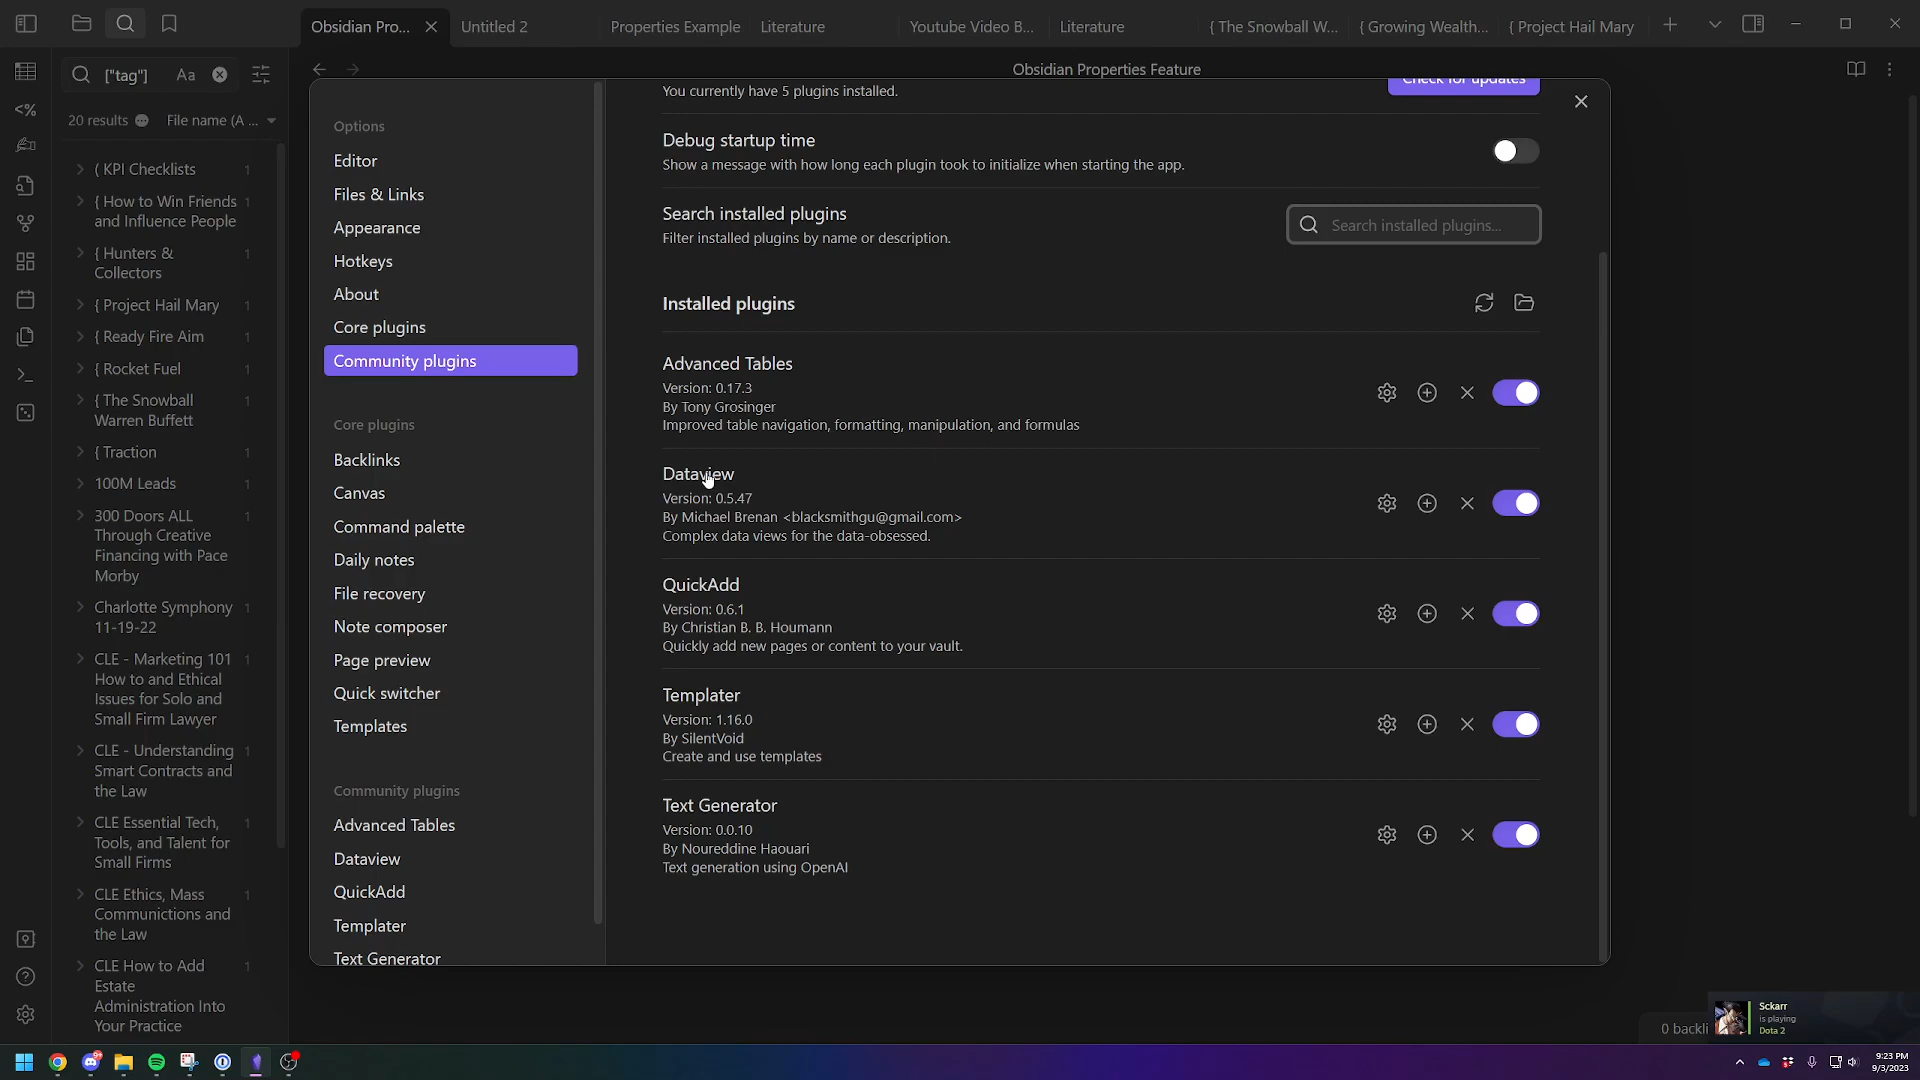 Obsidian Pro...
Untitled 2
Properties Example
Literature
Youtube Video B...
Literature
{ The Snowball W...
{ Growing Wealth...
{ Project Hail Mary
["tag"]
Aa
Obsidian Properties Feature
20 results
File name (A ...
( KPI Checklists 1
{ How to Win Friends 1
and Influence People
{ Hunters & 1
Collectors
{ Project Hail Mary 1
{ Ready Fire Aim 1
{ Rocket Fuel 1
{ The Snowball 1
Warren Buffett
{ Traction 1
100M Leads 1
300 Doors ALL 1
Through Creative
Financing with Pace
Morby
Charlotte Symphony 1
11-19-22
CLE - Marketing 101 1
How to and Ethical
Issues for Solo and
Small Firm Lawyer
CLE - Understanding 1
Smart Contracts and
the Law
CLE Essential Tech, 1
Tools, and Talent for
Small Firms
CLE Ethics, Mass 1
Communictions and
the Law
CLE How to Add 1
Estate
Administration Into
Your Practice
Options
Editor
Files & Links
Appearance
Hotkeys
About
Core plugins
Community plugins
Core plugins
Backlinks
Canvas
Command palette
Daily notes
File recovery
Note composer
Page preview
Quick switcher
Templates
Community plugins
Advanced Tables
Dataview
QuickAdd
Templater
Text Generator
You currently have 5 plugins installed.
Check for updates
Debug startup time
Show a message with how long each plugin took to initialize when starting the app.
Search installed plugins
Filter installed plugins by name or description.
Search installed plugins...
Installed plugins
Advanced Tables
Version: 0.17.3
By Tony Grosinger
Improved table navigation, formatting, manipulation, and formulas
Dataview
Version: 0.5.47
By Michael Brenan <blacksmithgu@gmail.com>
Complex data views for the data-obsessed.
QuickAdd
Version: 0.6.1
By Christian B. B. Houmann
Quickly add new pages or content to your vault.
Templater
Version: 1.16.0
By SilentVoid
Create and use templates
Text Generator
Version: 0.0.10
By Noureddine Haouari
Text generation using OpenAI
0 backli
Sckarr
is playing
Dota 2
9:23 PM
9/3/2023